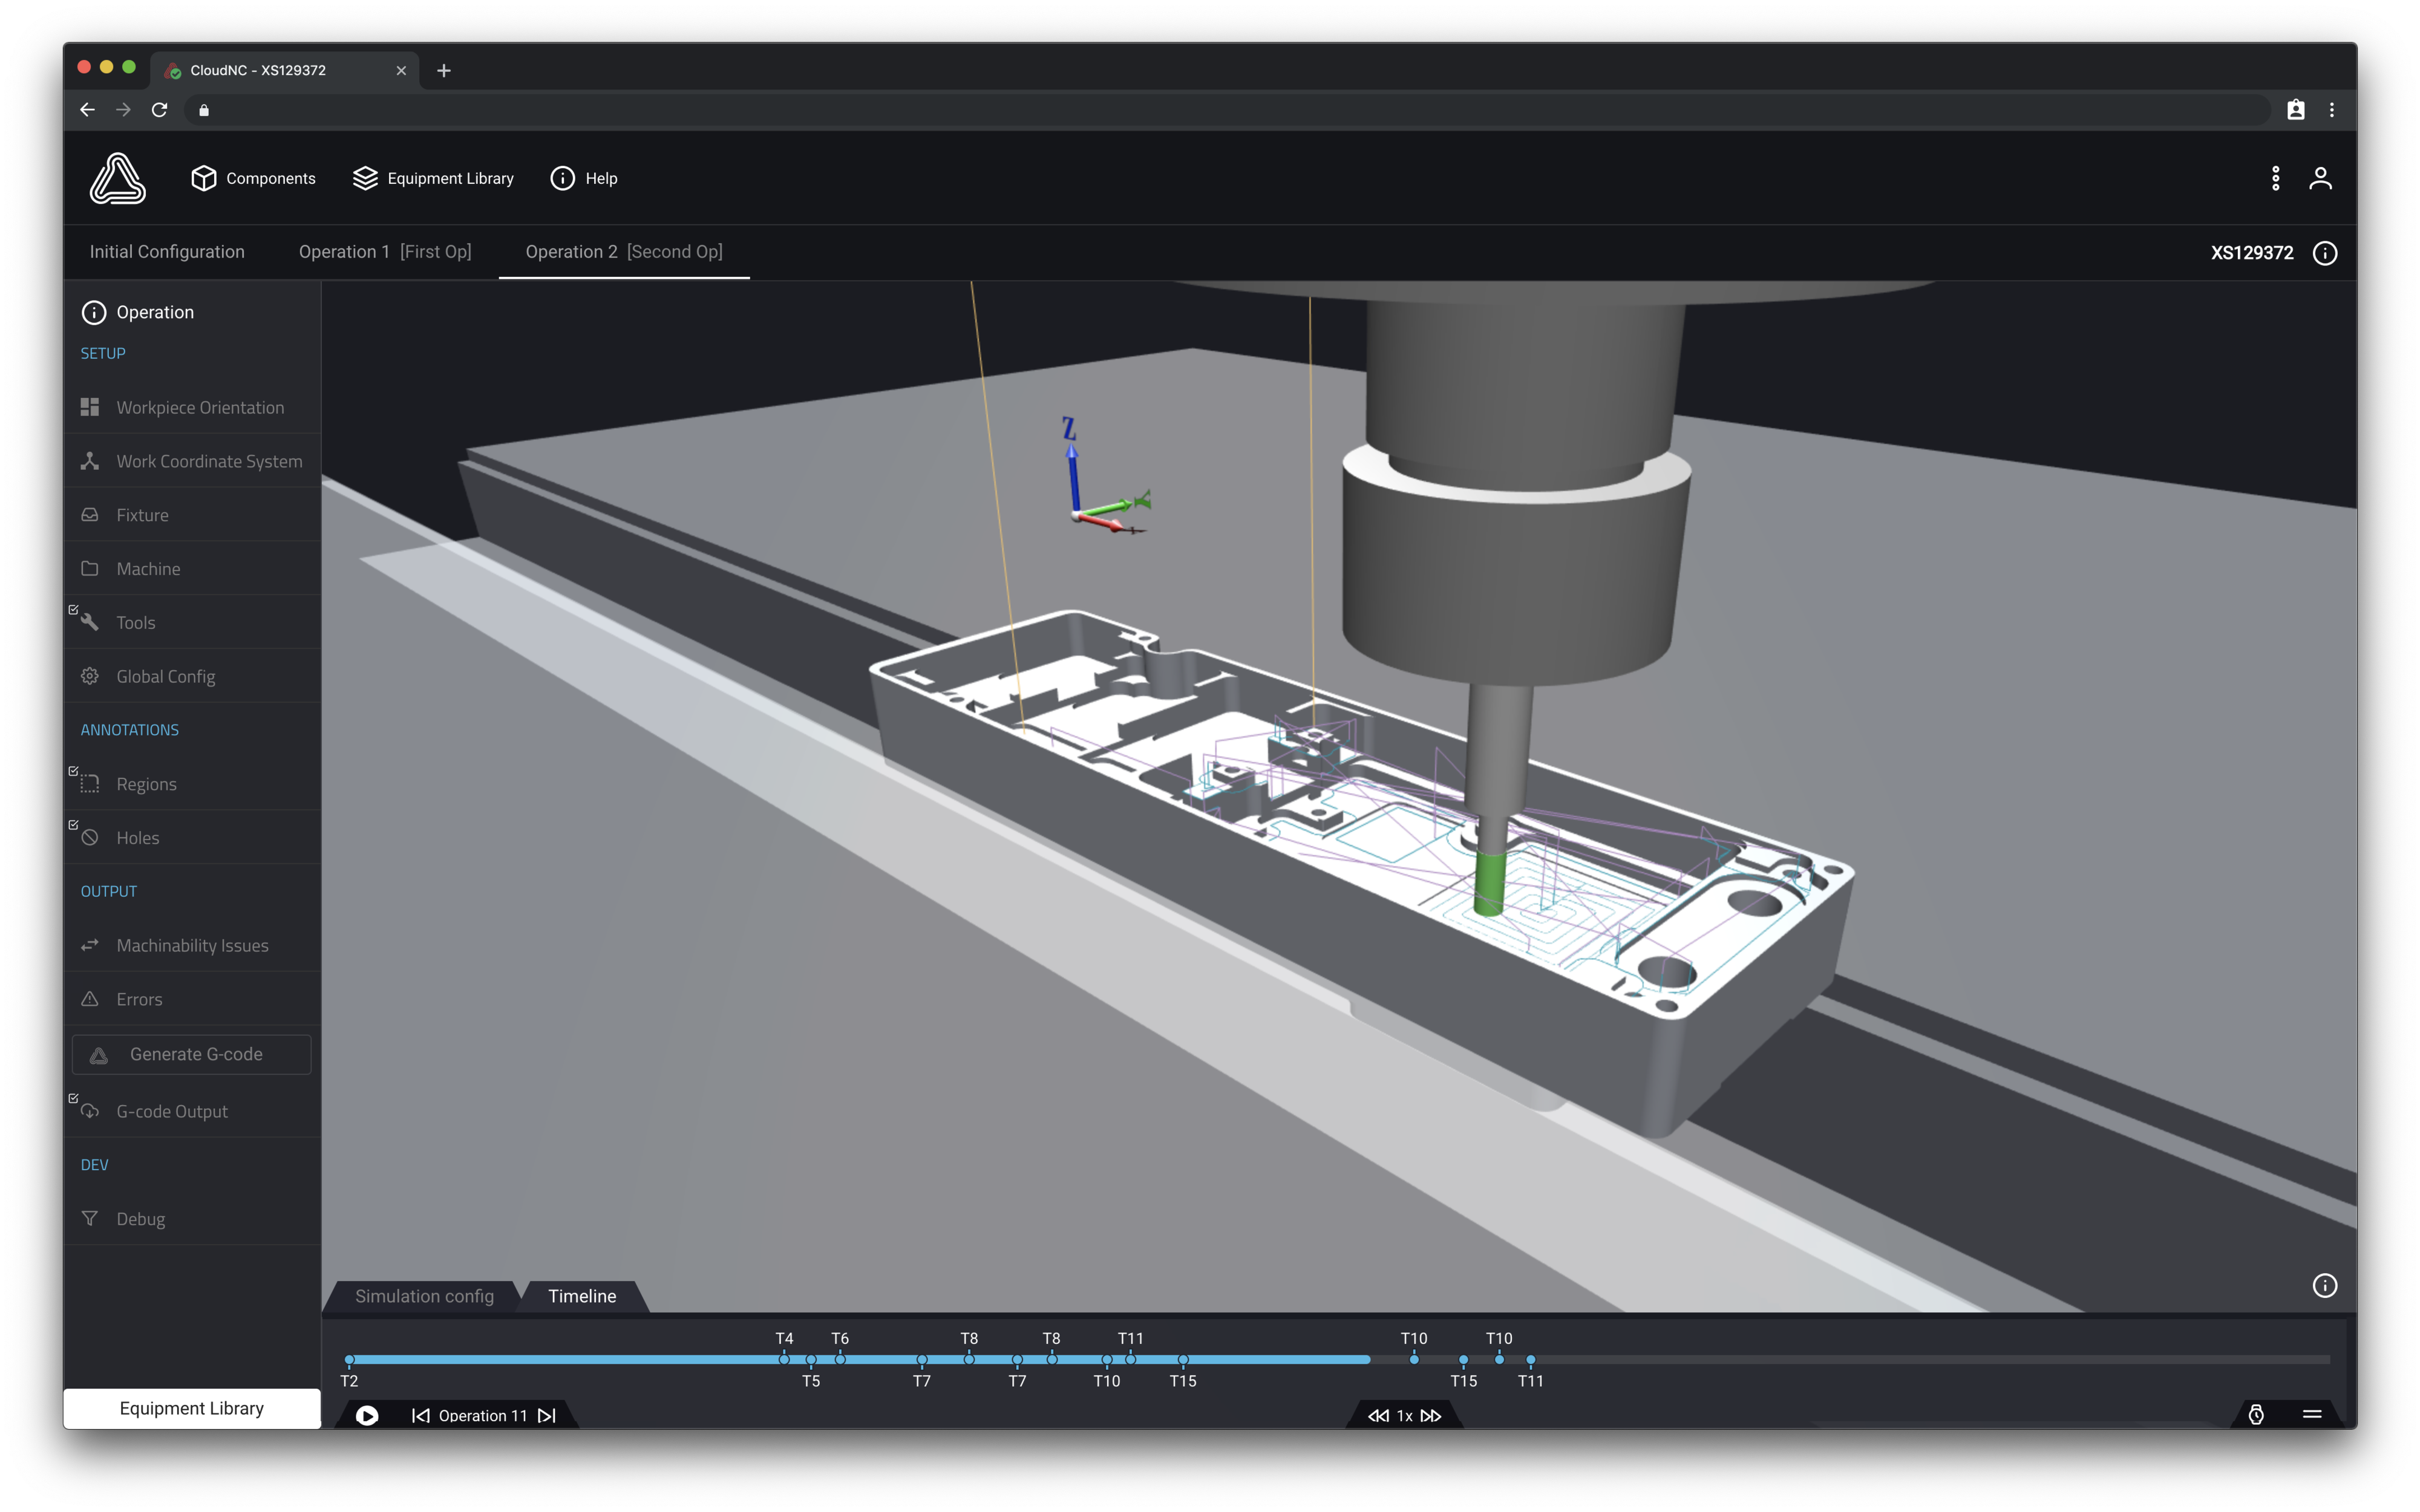 CloudNC - XS129372
Components
Equipment Library
Help
Initial Configuration
Operation 1 [First Op]
Operation 2 [Second Op]
XS129372
Operation
SETUP
Workpiece Orientation
Work Coordinate System
Fixture
Machine
Tools
Global Config
ANNOTATIONS
Regions
Holes
OUTPUT
Machinability Issues
Errors
Generate G-code
G-code Output
DEV
Debug
Equipment Library
Z
Simulation config
Timeline
T4 T6 T8 T8 T11 T10 T10
T2 T5 T7 T7 T10 T15 T15 T11
Operation 11
1x